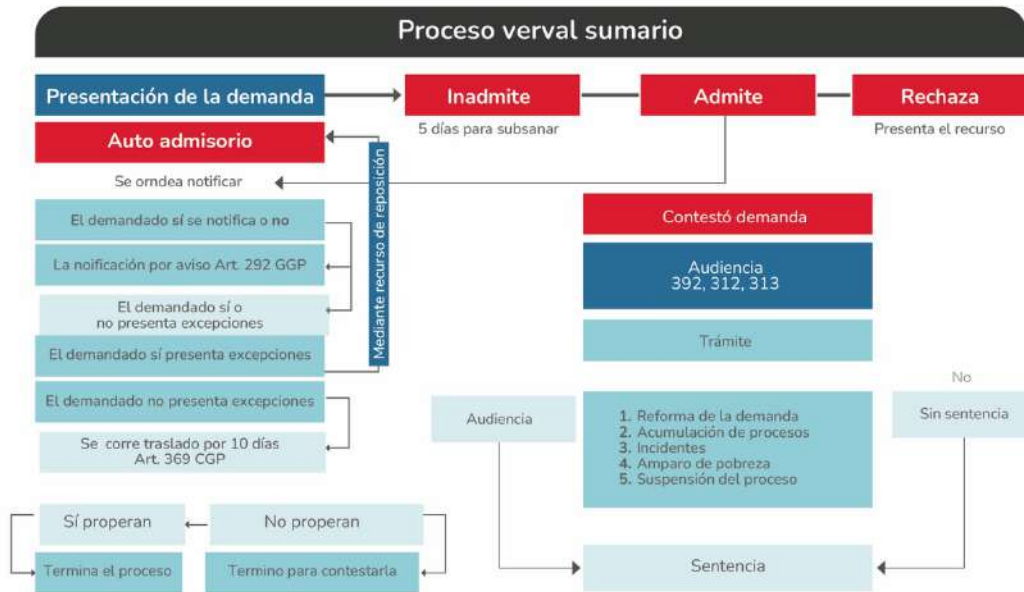 Proceso verval sumario
Presentación de la demanda
Inadmite
Admite
Rechaza
5 días para subsanar
Presenta el recurso
Auto admisorio
Se orndea notificar
Mediante recurso de reposición
El demandado sí se notifica o no
La noificación por aviso Art. 292 GGP
El demandado sí o
no presenta excepciones
El demandado sí presenta excepciones
El demandado no presenta excepciones
Se corre traslado por 10 días
Art. 369 CGP
Sí properan
No properan
Termina el proceso
Termino para contestarla
Contestó demanda
Audiencia
392, 312, 313
Trámite
No
Audiencia
Sin sentencia
1. Reforma de la demanda
2. Acumulación de procesos
3. Incidentes
4. Amparo de pobreza
5. Suspensión del proceso
Sentencia